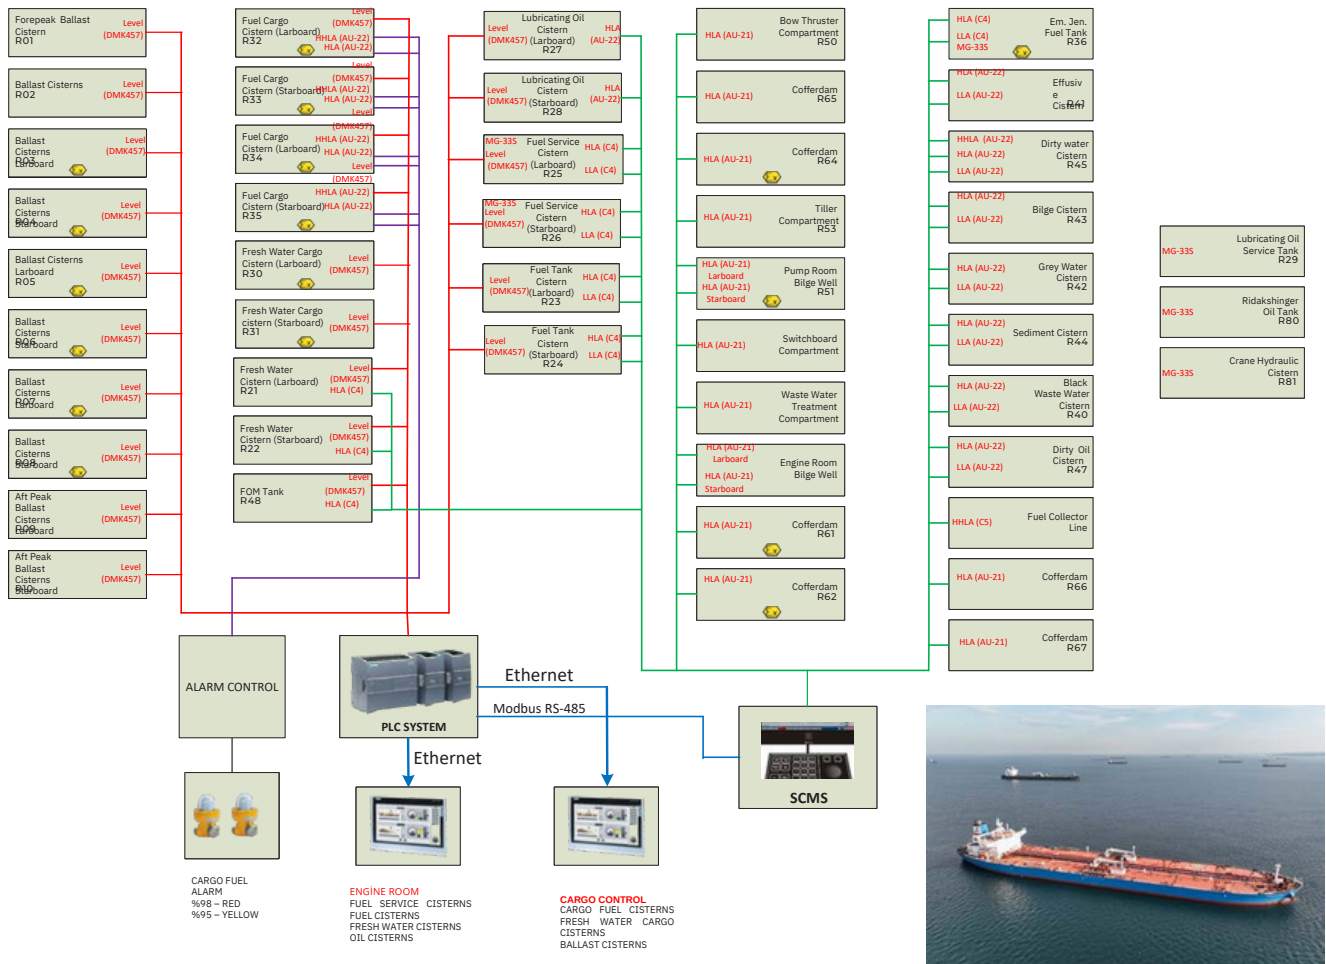 Forepeak Ballast
Cistern
R01
Level
(DMK457)
Ballast Cisterns
R02
Level
(DMK457)
Ballast
Cisterns
R03
Larboard
Level
(DMK457)
Ballast
Cisterns
R04
Starboard
Level
(DMK457)
Ballast Cisterns
Larboard
R05
Level
(DMK457)
Ballast
Cisterns
R06
Starboard
Level
(DMK457)
Ballast
Cisterns
R07
Larboard
Level
(DMK457)
Ballast
Cisterns
R08
Starboard
Level
(DMK457)
Aft Peak
Ballast
Cisterns
R09
Larboard
Level
(DMK457)
Aft Peak
Ballast
Cisterns
R10
Starboard
Level
(DMK457)
Fuel Cargo
Cistern (Larboard)
R32
Level
(DMK457)
HHLA (AU-22)
HLA (AU-22)
Fuel Cargo
Cistern (Starboard)
R33
Level
(DMK457)
HHLA (AU-22)
HLA (AU-22)
Fuel Cargo
Cistern (Larboard)
R34
Level
(DMK457)
HHLA (AU-22)
HLA (AU-22)
Fuel Cargo
Cistern (Starboard)
R35
Level
(DMK457)
HHLA (AU-22)
HLA (AU-22)
Fresh Water Cargo
Cistern (Larboard)
R30
Level
(DMK457)
Fresh Water Cargo
cistern (Starboard)
R31
Level
(DMK457)
Fresh Water
Cistern (Larboard)
R21
Level
(DMK457)
HLA (C4)
Fresh Water
Cistern (Starboard)
R22
Level
(DMK457)
HLA (C4)
FOM Tank
R48
Level
(DMK457)
HLA (C4)
Lubricating Oil
Cistern
(Larboard)
R27
Level
(DMK457)
HLA
(AU-22)
Lubricating Oil
Cistern
(Starboard)
R28
Level
(DMK457)
HLA
(AU-22)
MG-33S
Level
(DMK457)
Fuel Service
Cistern
(Larboard)
R25
HLA (C4)
LLA (C4)
MG-33S
Level
(DMK457)
Fuel Service
Cistern
(Starboard)
R26
HLA (C4)
LLA (C4)
Level
(DMK457)
Fuel Tank
Cistern
(Larboard)
R23
HLA (C4)
LLA (C4)
Level
(DMK457)
Fuel Tank
Cistern
(Starboard)
R24
HLA (C4)
LLA (C4)
HLA (AU-21)
Bow Thruster
Compartment
R50
HLA (AU-21)
Cofferdam
R65
HLA (AU-21)
Cofferdam
R64
HLA (AU-21)
Tiller
Compartment
R53
HLA (AU-21)
Larboard
HLA (AU-21)
Starboard
Pump Room
Bilge Well
R51
HLA (AU-21)
Switchboard
Compartment
HLA (AU-21)
Waste Water
Treatment
Compartment
HLA (AU-21)
Larboard
HLA (AU-21)
Starboard
Engine Room
Bilge Well
HLA (AU-21)
Cofferdam
R61
HLA (AU-21)
Cofferdam
R62
HLA (C4)
LLA (C4)
MG-33S
Em. Jen.
Fuel Tank
R36
HLA (AU-22)
LLA (AU-22)
Effusiv
e
Cistern
R41
HHLA (AU-22)
HLA (AU-22)
LLA (AU-22)
Dirty water
Cistern
R45
HLA (AU-22)
LLA (AU-22)
Bilge Cistern
R43
HLA (AU-22)
LLA (AU-22)
Grey Water
Cistern
R42
HLA (AU-22)
LLA (AU-22)
Sediment Cistern
R44
HLA (AU-22)
LLA (AU-22)
Black
Waste Water
Cistern
R40
HLA (AU-22)
LLA (AU-22)
Dirty Oil
Cistern
R47
HHLA (C5)
Fuel Collector
Line
HLA (AU-21)
Cofferdam
R66
HLA (AU-21)
Cofferdam
R67
MG-33S
Lubricating Oil
Service Tank
R29
MG-33S
Ridakshinger
Oil Tank
R80
MG-33S
Crane Hydraulic
Cistern
R81
ALARM CONTROL
PLC SYSTEM
Ethernet
Modbus RS-485
Ethernet
SCMS
CARGO FUEL
ALARM
%98 – RED
%95 – YELLOW
ENGİNE ROOM
FUEL SERVICE CISTERNS
FUEL CISTERNS
FRESH WATER CISTERNS
OIL CISTERNS
CARGO CONTROL
CARGO FUEL CISTERNS
FRESH WATER CARGO
CISTERNS
BALLAST CISTERNS